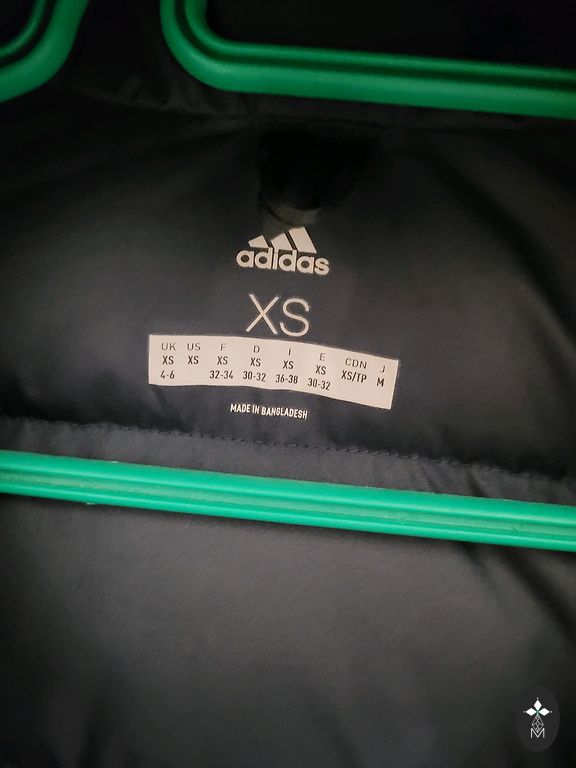 adidas
XS
UK US F D I E CDN J
XS XS XS XS XS XS XS/TP M
4-6 32-34 30-32 36-38 30-32
MADE IN BANGLADESH
M